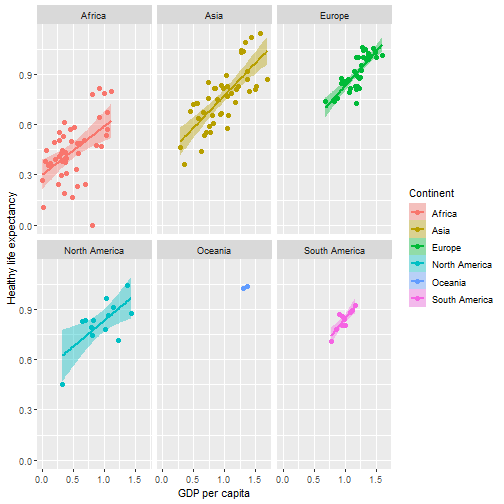 Africa
Asia
Europe
0.9
0.6
0.3
0.0
North America
Oceania
South America
0.9
0.6
0.3
0.0
0.0 0.5 1.0 1.5 0.0 0.5 1.0 1.5 0.0 0.5 1.0 1.5
GDP per capita
Healthy life expectancy
Continent
Africa
Asia
Europe
North America
Oceania
South America